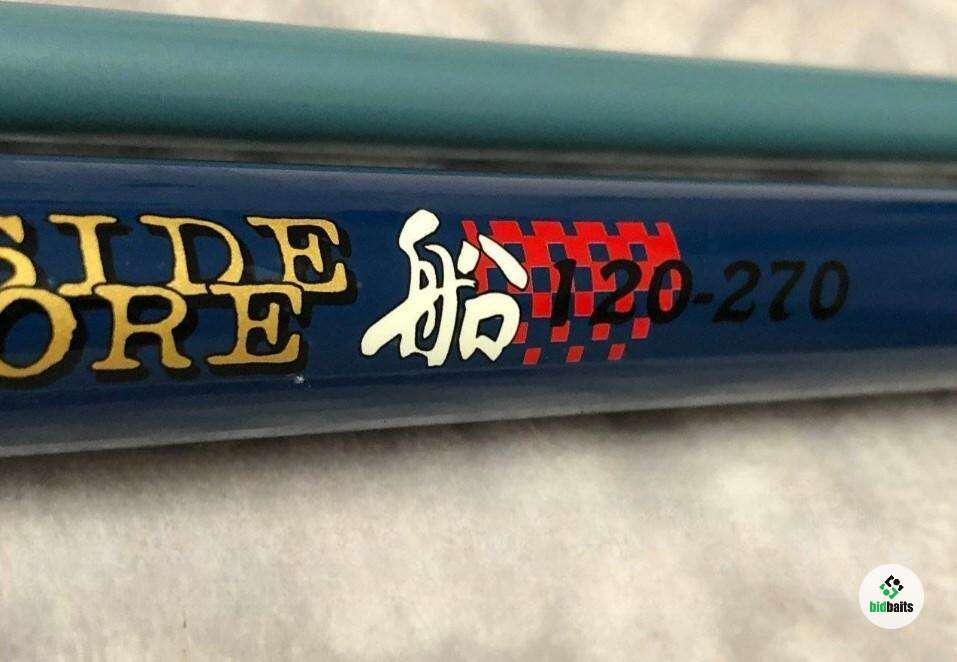 SIDE
ORE
船 120-270
bidbaits